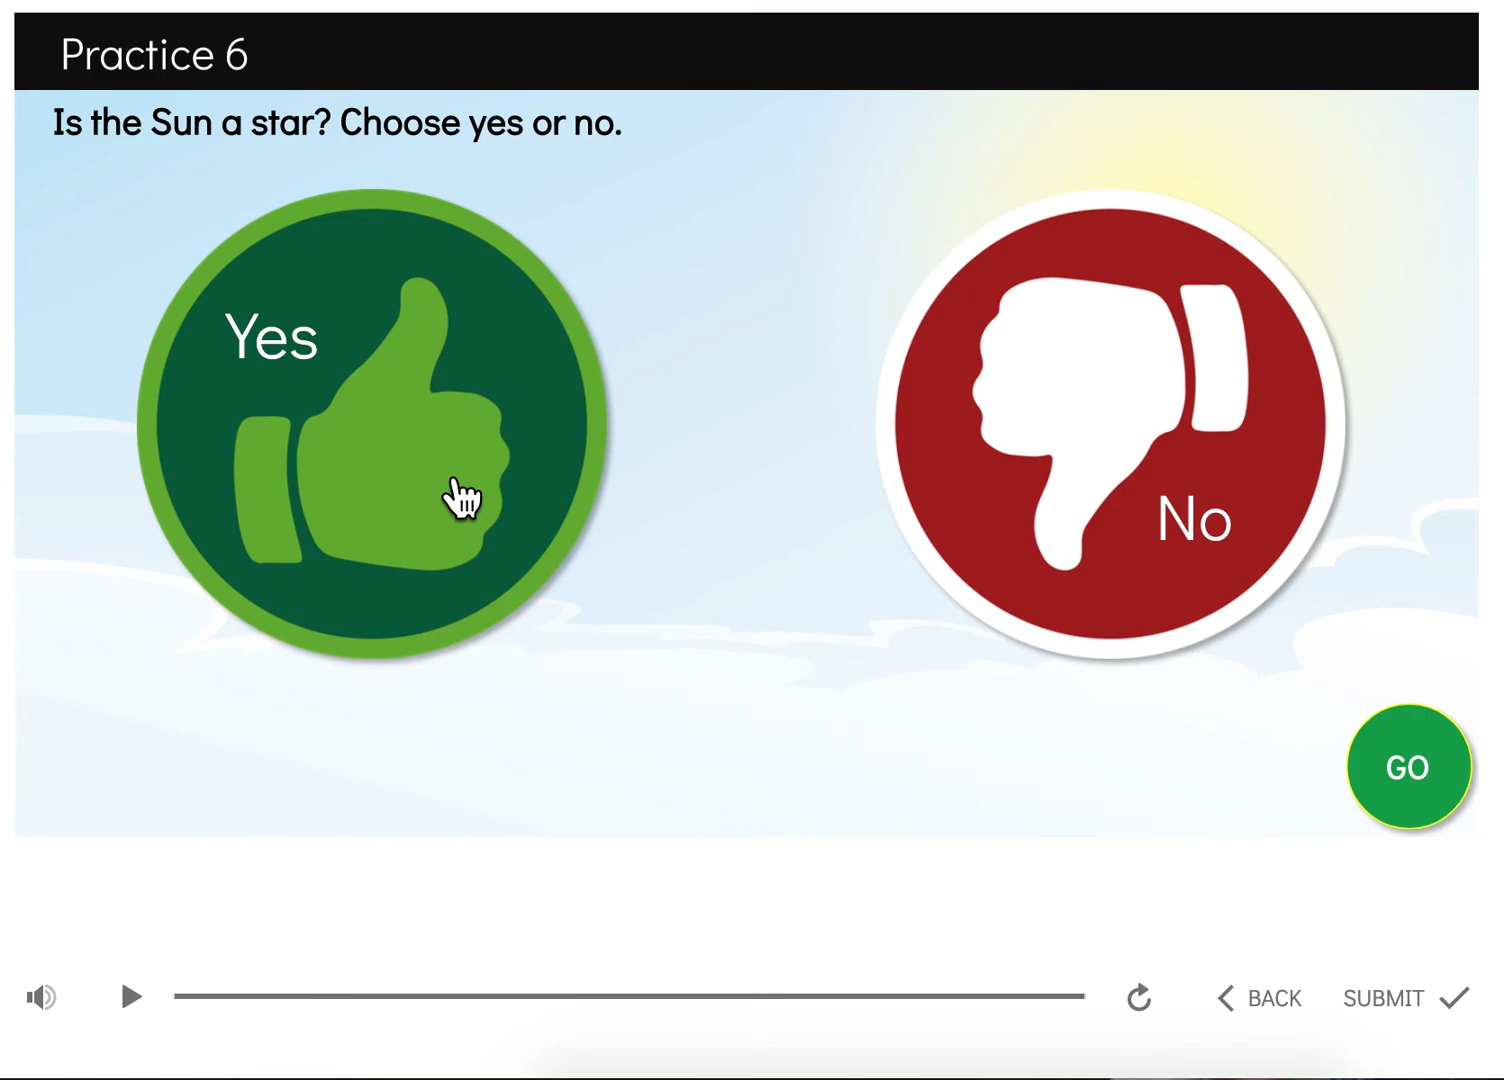 Practice 6
Is the Sun a star? Choose yes or no.
Yes
No
GO
BACK
SUBMIT